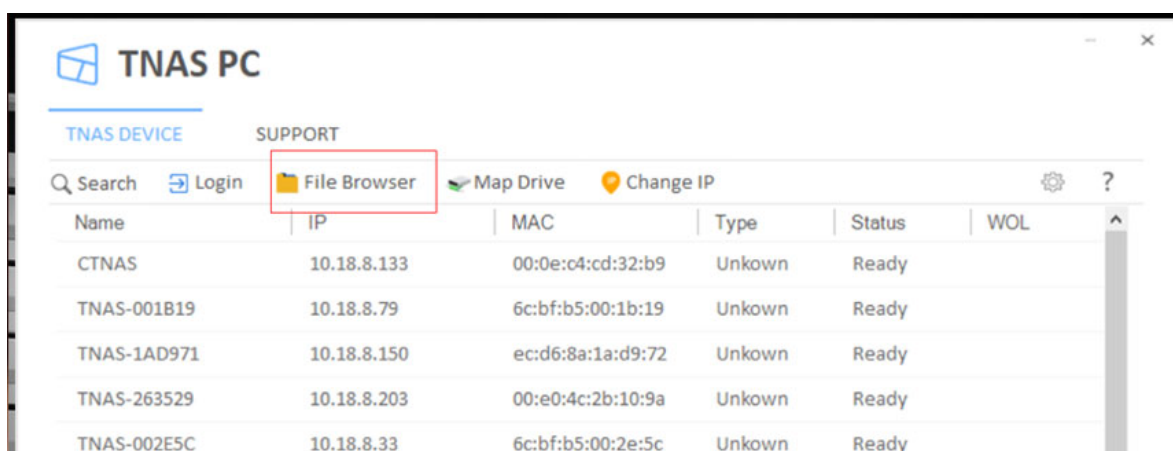 TNAS PC
TNAS DEVICE SUPPORT
Search Login File Browser Map Drive Change IP ?
Name IP MAC Type Status WOL
CTNAS 10.18.8.133 00:0e:c4:cd:32:b9 Unkown Ready
TNAS-001B19 10.18.8.79 6c:bf:b5:00:1b:19 Unkown Ready
TNAS-1AD971 10.18.8.150 ec:d6:8a:1a:d9:72 Unkown Ready
TNAS-263529 10.18.8.203 00:e0:4c:2b:10:9a Unkown Ready
TNAS-002E5C 10.18.8.33 6c:bf:b5:00:2e:5c Unkown Ready